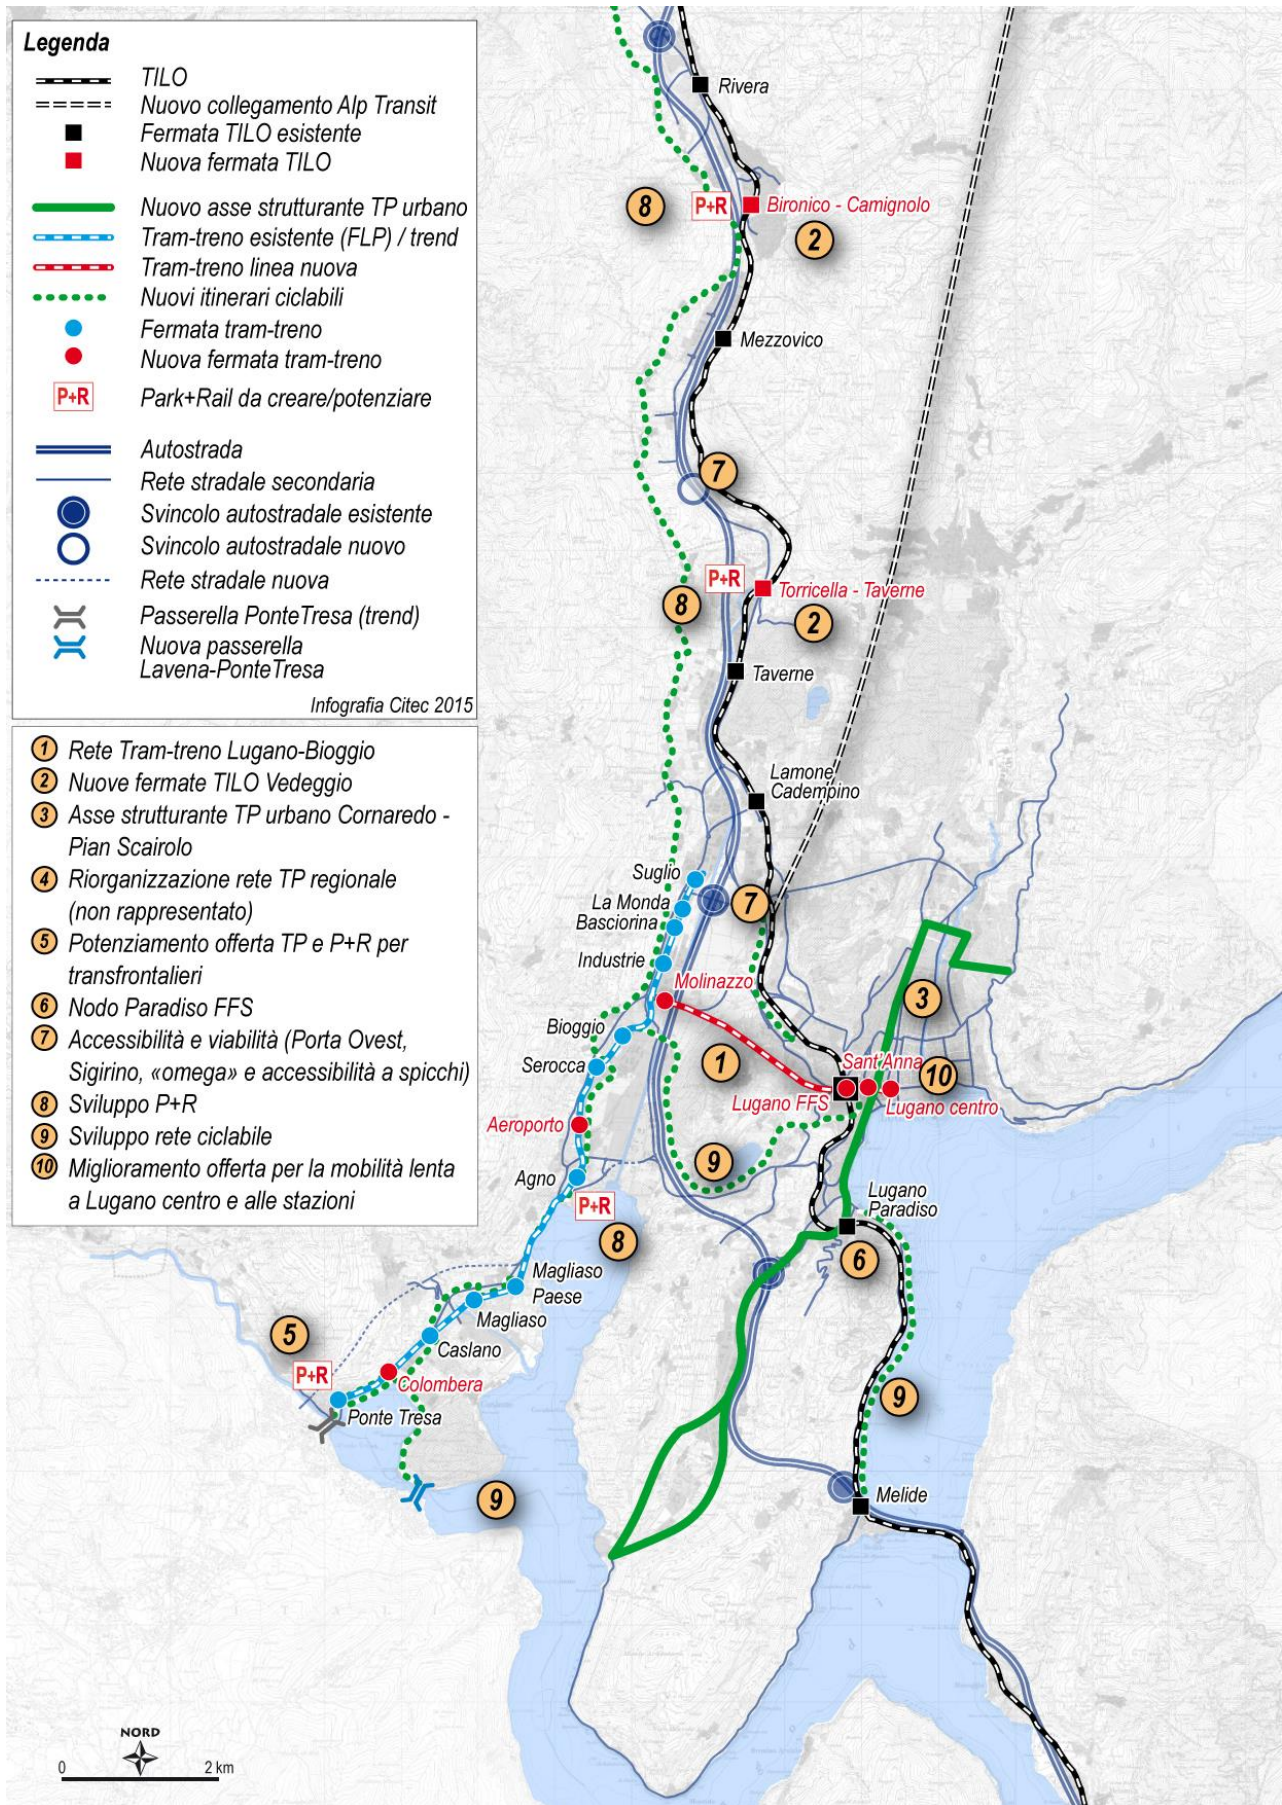 Legenda
TILO
Nuovo collegamento Alp Transit
Fermata TILO esistente
Nuova fermata TILO
Nuovo asse strutturante TP urbano
Tram-treno esistente (FLP) / trend
Tram-treno linea nuova
Nuovi itinerari ciclabili
Fermata tram-treno
Nuova fermata tram-treno
P+R Park+Rail da creare/potenziare
Autostrada
Rete stradale secondaria
Svincolo autostradale esistente
Svincolo autostradale nuovo
Rete stradale nuova
Passerella PonteTresa (trend)
Nuova passerella
Lavena-PonteTresa
Infografia Citec 2015
1 Rete Tram-treno Lugano-Bioggio
2 Nuove fermate TILO Vedeggio
3 Asse strutturante TP urbano Cornaredo -
Pian Scairolo
4 Riorganizzazione rete TP regionale
(non rappresentato)
5 Potenziamento offerta TP e P+R per
transfrontalieri
6 Nodo Paradiso FFS
7 Accessibilità e viabilità (Porta Ovest,
Sigirino, «omega» e accessibilità a spicchi)
8 Sviluppo P+R
9 Sviluppo rete ciclabile
10 Miglioramento offerta per la mobilità lenta
a Lugano centro e alle stazioni
Rivera
8
P+R
Bironico - Camignolo
2
Mezzovico
7
P+R
Torricella - Taverne
8
2
Taverne
Lamone
Cadempino
Suglio
La Monda
Basciorina
7
Industrie
Molinazzo
3
Bioggio
Serocca
1
Sant'Anna
10
Lugano FFS
Lugano centro
Aeroporto
9
Agno
P+R
Lugano
Paradiso
8
6
Magliaso
Paese
Magliaso
5
Caslano
P+R
Colombera
9
Ponte Tresa
9
Melide
NORD
0 2 km